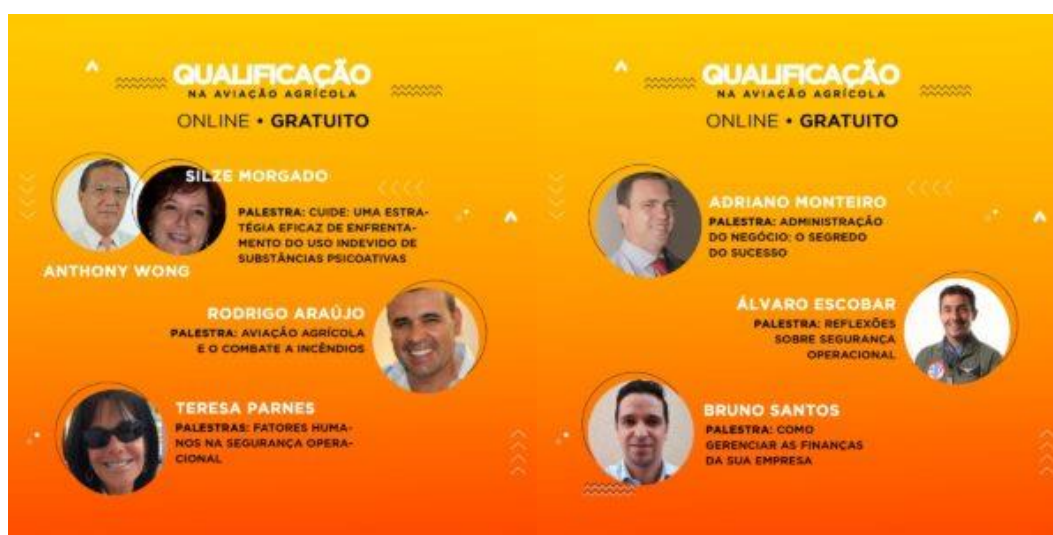 QUALIFICAÇÃO
NA AVIAÇÃO AGRÍCOLA
ONLINE • GRATUITO
SILZE MORGADO
PALESTRA: CUIDE: UMA ESTRA-
TÉGIA EFICAZ DE ENFRENTA-
MENTO DO USO INDEVIDO DE
SUBSTÂNCIAS PSICOATIVAS
ANTHONY WONG
RODRIGO ARAÚJO
PALESTRA: AVIAÇÃO AGRÍCOLA
E O COMBATE A INCÊNDIOS
TERESA PARNES
PALESTRAS: FATORES HUMA-
NOS NA SEGURANÇA OPERA-
CIONAL
QUALIFICAÇÃO
NA AVIAÇÃO AGRÍCOLA
ONLINE • GRATUITO
ADRIANO MONTEIRO
PALESTRA: ADMINISTRAÇÃO
DO NEGÓCIO: O SEGREDO
DO SUCESSO
ÁLVARO ESCOBAR
PALESTRA: REFLEXÕES
SOBRE SEGURANÇA
OPERACIONAL
BRUNO SANTOS
PALESTRA: COMO
GERENCIAR AS FINANÇAS
DA SUA EMPRESA